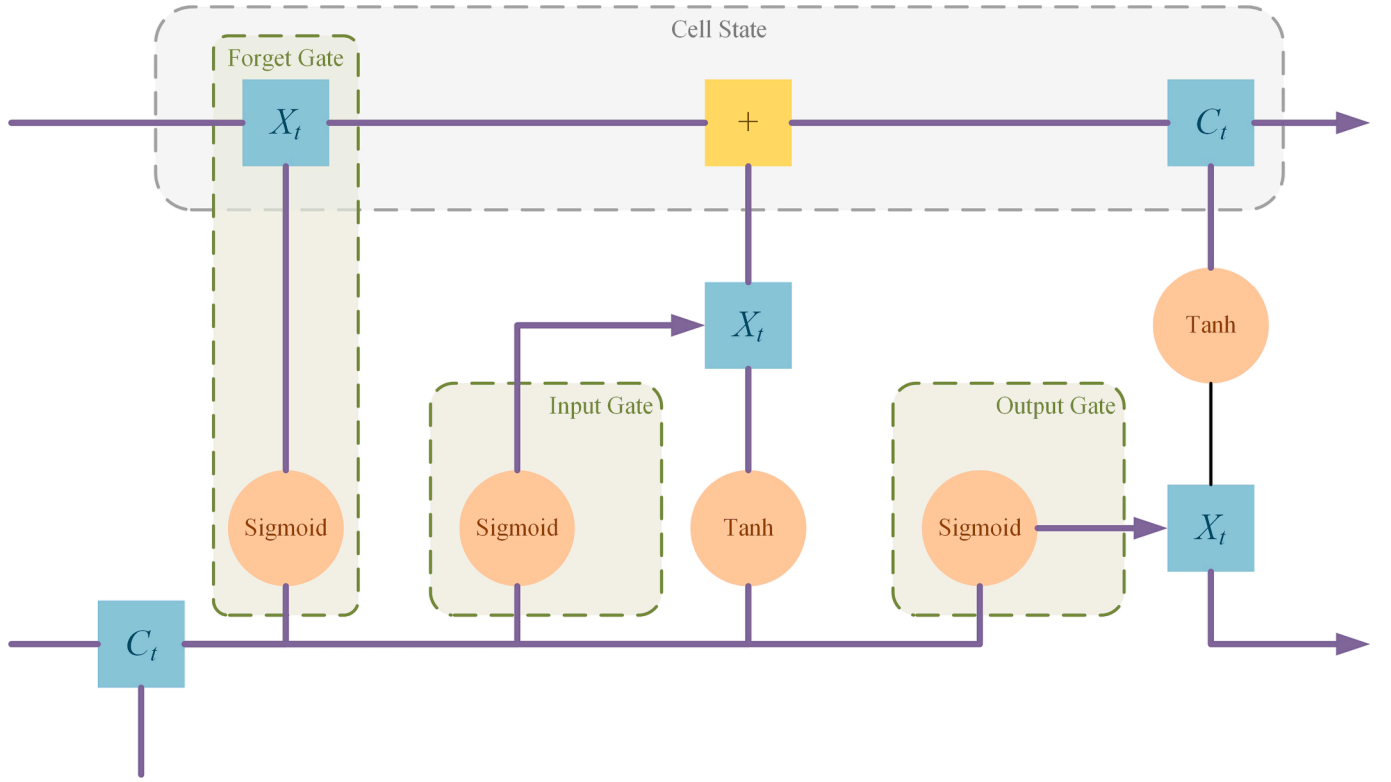 Cell State
Forget Gate
X_t
+
C_t
X_t
Tanh
Input Gate
Output Gate
Sigmoid
Sigmoid
Tanh
Sigmoid
X_t
C_t